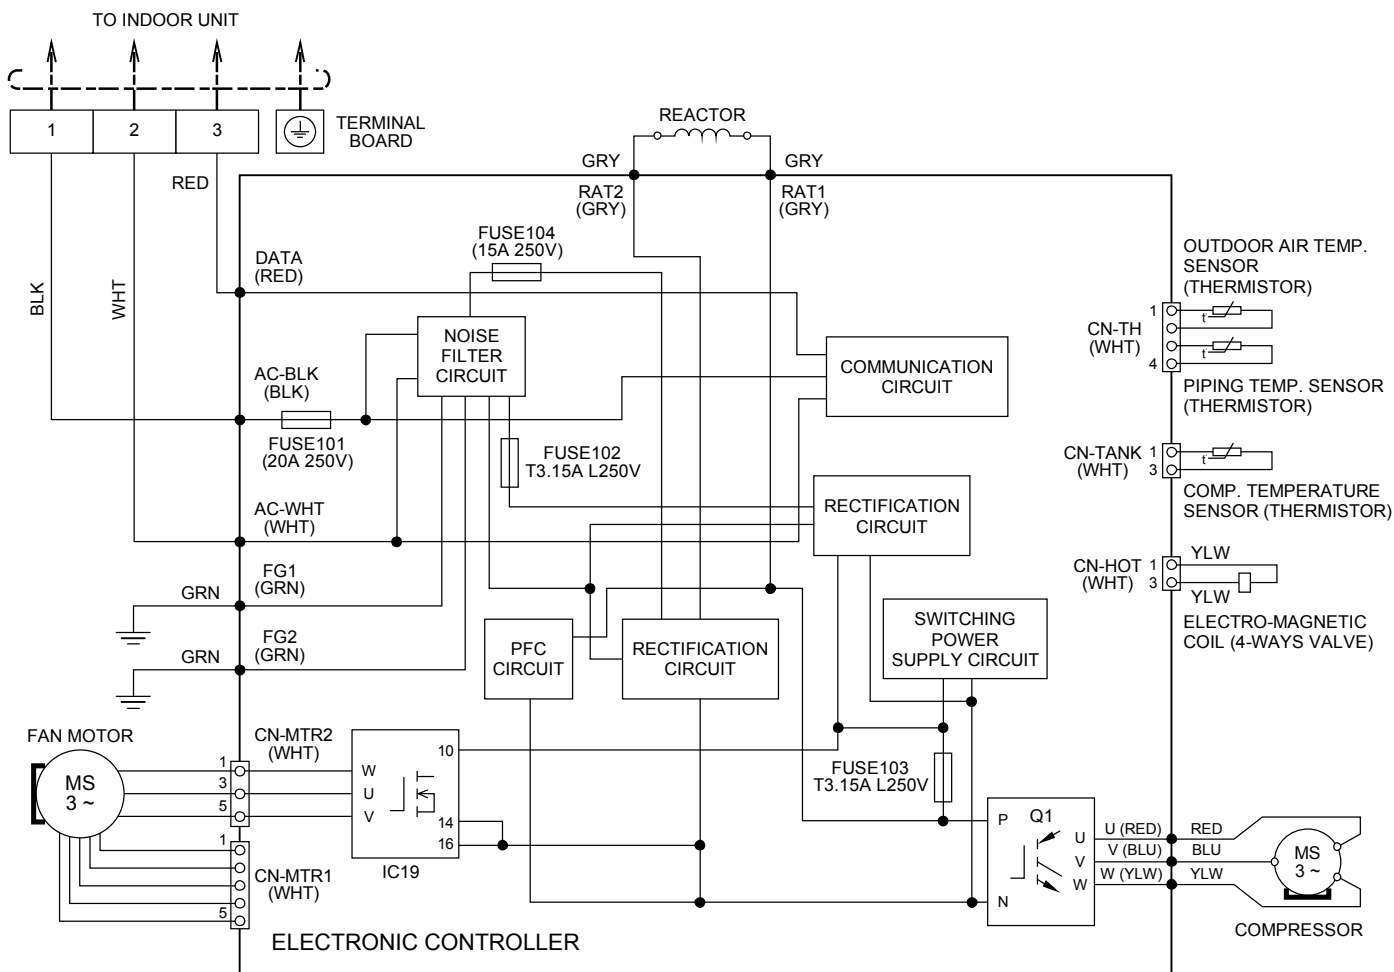 TO INDOOR UNIT
1
2
3
TERMINAL
BOARD
REACTOR
GRY
GRY
RAT2
(GRY)
RAT1
(GRY)
RED
BLK
WHT
DATA
(RED)
FUSE104
(15A 250V)
NOISE
FILTER
CIRCUIT
COMMUNICATION
CIRCUIT
AC-BLK
(BLK)
FUSE101
(20A 250V)
FUSE102
T3.15A L250V
AC-WHT
(WHT)
RECTIFICATION
CIRCUIT
FG1
(GRN)
GRN
FG2
(GRN)
GRN
PFC
CIRCUIT
RECTIFICATION
CIRCUIT
SWITCHING
POWER
SUPPLY CIRCUIT
OUTDOOR AIR TEMP.
SENSOR
(THERMISTOR)
CN-TH
(WHT)
1
4
t
t
PIPING TEMP. SENSOR
(THERMISTOR)
CN-TANK
(WHT)
1
3
t
COMP. TEMPERATURE
SENSOR (THERMISTOR)
CN-HOT
(WHT)
1
3
YLW
YLW
ELECTRO-MAGNETIC
COIL (4-WAYS VALVE)
FAN MOTOR
MS
3 ~
CN-MTR2
(WHT)
1
3
5
W
U
V
10
14
16
IC19
CN-MTR1
(WHT)
1
5
FUSE103
T3.15A L250V
P
N
Q1
U
V
W
U (RED)
V (BLU)
W (YLW)
RED
BLU
YLW
MS
3 ~
COMPRESSOR
ELECTRONIC CONTROLLER